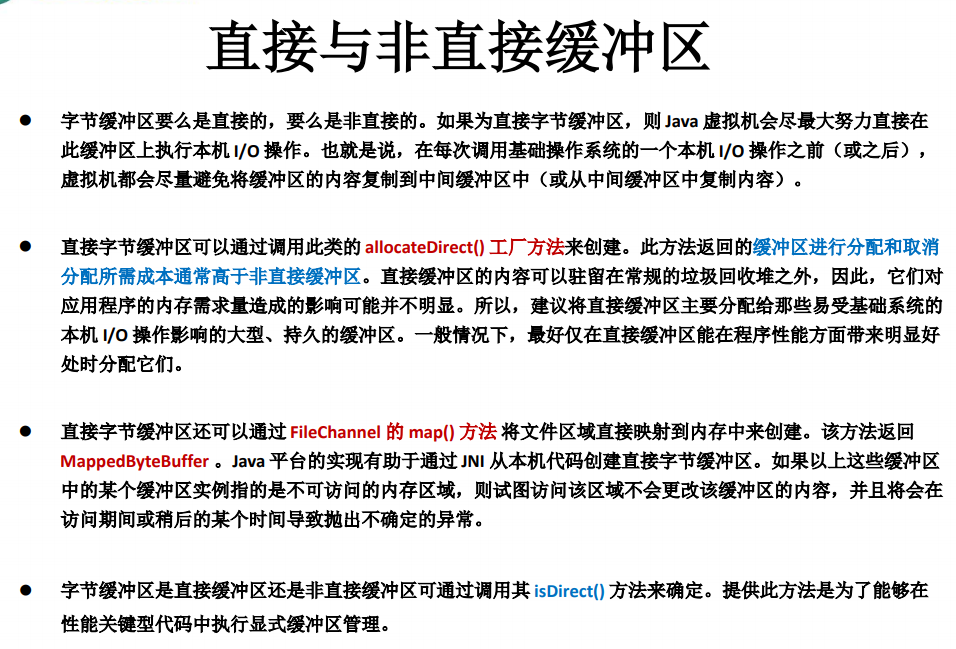 直接与非直接缓冲区
● 字节缓冲区要么是直接的，要么是非直接的。如果为直接字节缓冲区，则 Java 虚拟机会尽最大努力直接在
此缓冲区上执行本机 I/O 操作。也就是说，在每次调用基础操作系统的一个本机 I/O 操作之前（或之后），
虚拟机都会尽量避免将缓冲区的内容复制到中间缓冲区中（或从中间缓冲区中复制内容）。
● 直接字节缓冲区可以通过调用此类的 allocateDirect() 工厂方法来创建。此方法返回的缓冲区进行分配和取消
分配所需成本通常高于非直接缓冲区。直接缓冲区的内容可以驻留在常规的垃圾回收堆之外，因此，它们对
应用程序的内存需求量造成的影响可能并不明显。所以，建议将直接缓冲区主要分配给那些易受基础系统的
本机 I/O 操作影响的大型、持久的缓冲区。一般情况下，最好仅在直接缓冲区能在程序性能方面带来明显好
处时分配它们。
● 直接字节缓冲区还可以通过 FileChannel 的 map() 方法 将文件区域直接映射到内存中来创建。该方法返回
MappedByteBuffer 。Java 平台的实现有助于通过 JNI 从本机代码创建直接字节缓冲区。如果以上这些缓冲区
中的某个缓冲区实例指的是不可访问的内存区域，则试图访问该区域不会更改该缓冲区的内容，并且将会在
访问期间或稍后的某个时间导致抛出不确定的异常。
● 字节缓冲区是直接缓冲区还是非直接缓冲区可通过调用其 isDirect() 方法来确定。提供此方法是为了能够在
性能关键型代码中执行显式缓冲区管理。